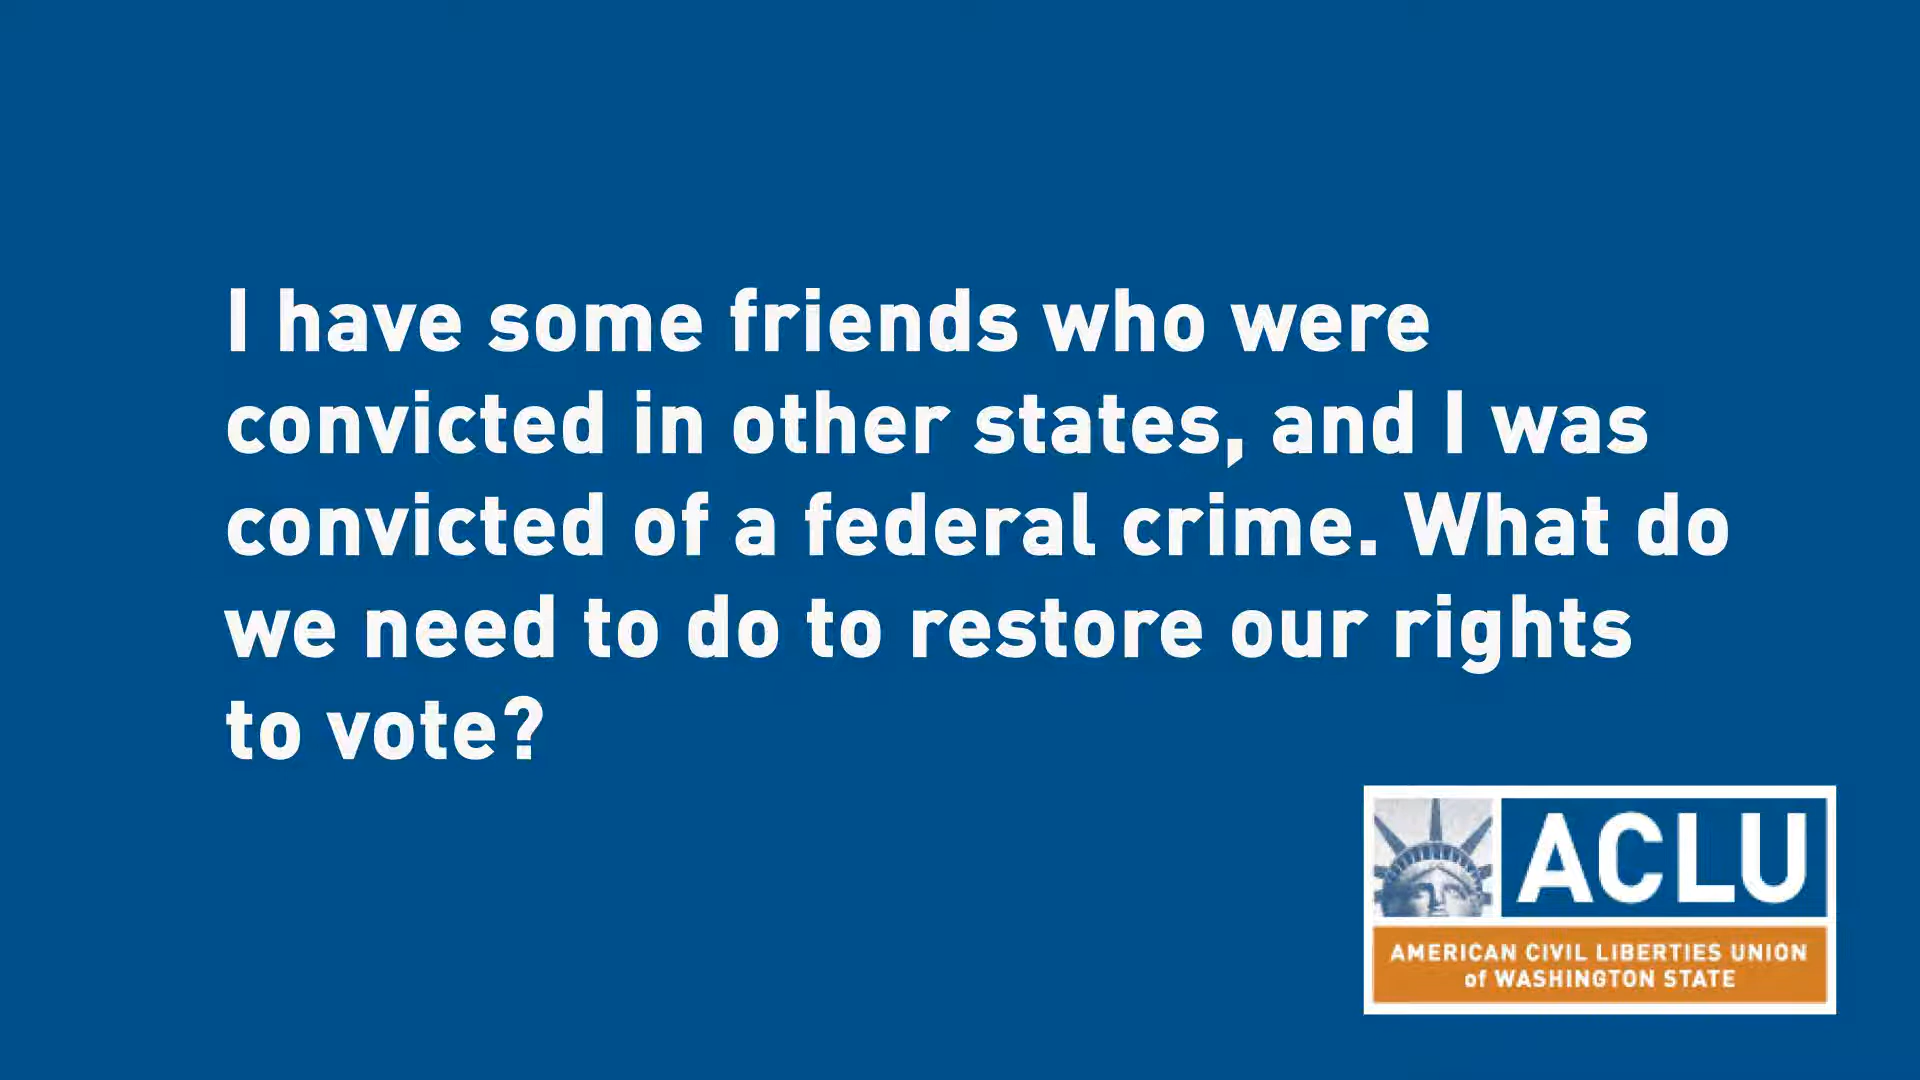 I have some friends who were
convicted in other states, and I was
convicted of a federal crime. What do
we need to do to restore our rights
to vote?
ACLU
AMERICAN CIVIL LIBERTIES UNION
of WASHINGTON STATE